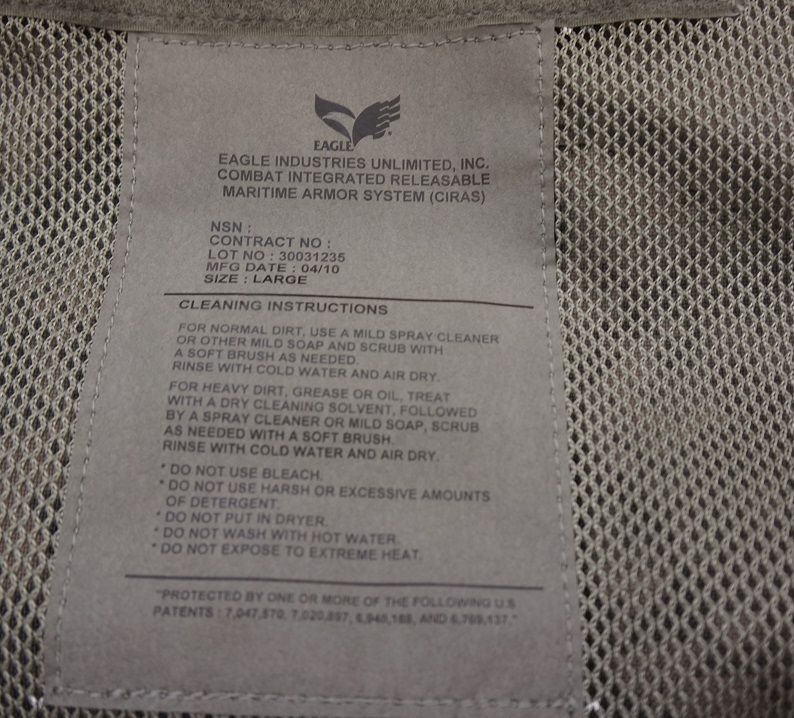 EAGLE
EAGLE INDUSTRIES UNLIMITED, INC.
COMBAT INTEGRATED RELEASABLE
MARITIME ARMOR SYSTEM (CIRAS)
NSN :
CONTRACT NO :
LOT NO : 30031235
MFG DATE : 04/10
SIZE : LARGE
CLEANING INSTRUCTIONS
FOR NORMAL DIRT, USE A MILD SPRAY CLEANER
OR OTHER MILD SOAP AND SCRUB WITH
A SOFT BRUSH AS NEEDED.
RINSE WITH COLD WATER AND AIR DRY.
FOR HEAVY DIRT, GREASE OR OIL, TREAT
WITH A DRY CLEANING SOLVENT, FOLLOWED
BY A SPRAY CLEANER OR MILD SOAP, SCRUB
AS NEEDED WITH A SOFT BRUSH.
RINSE WITH COLD WATER AND AIR DRY.
* DO NOT USE BLEACH.
* DO NOT USE HARSH OR EXCESSIVE AMOUNTS
OF DETERGENT.
* DO NOT PUT IN DRYER.
* DO NOT WASH WITH HOT WATER.
* DO NOT EXPOSE TO EXTREME HEAT.
"PROTECTED BY ONE OR MORE OF THE FOLLOWING U.S
PATENTS : 7,047,570, 7,020,897, AND 6,769,137."